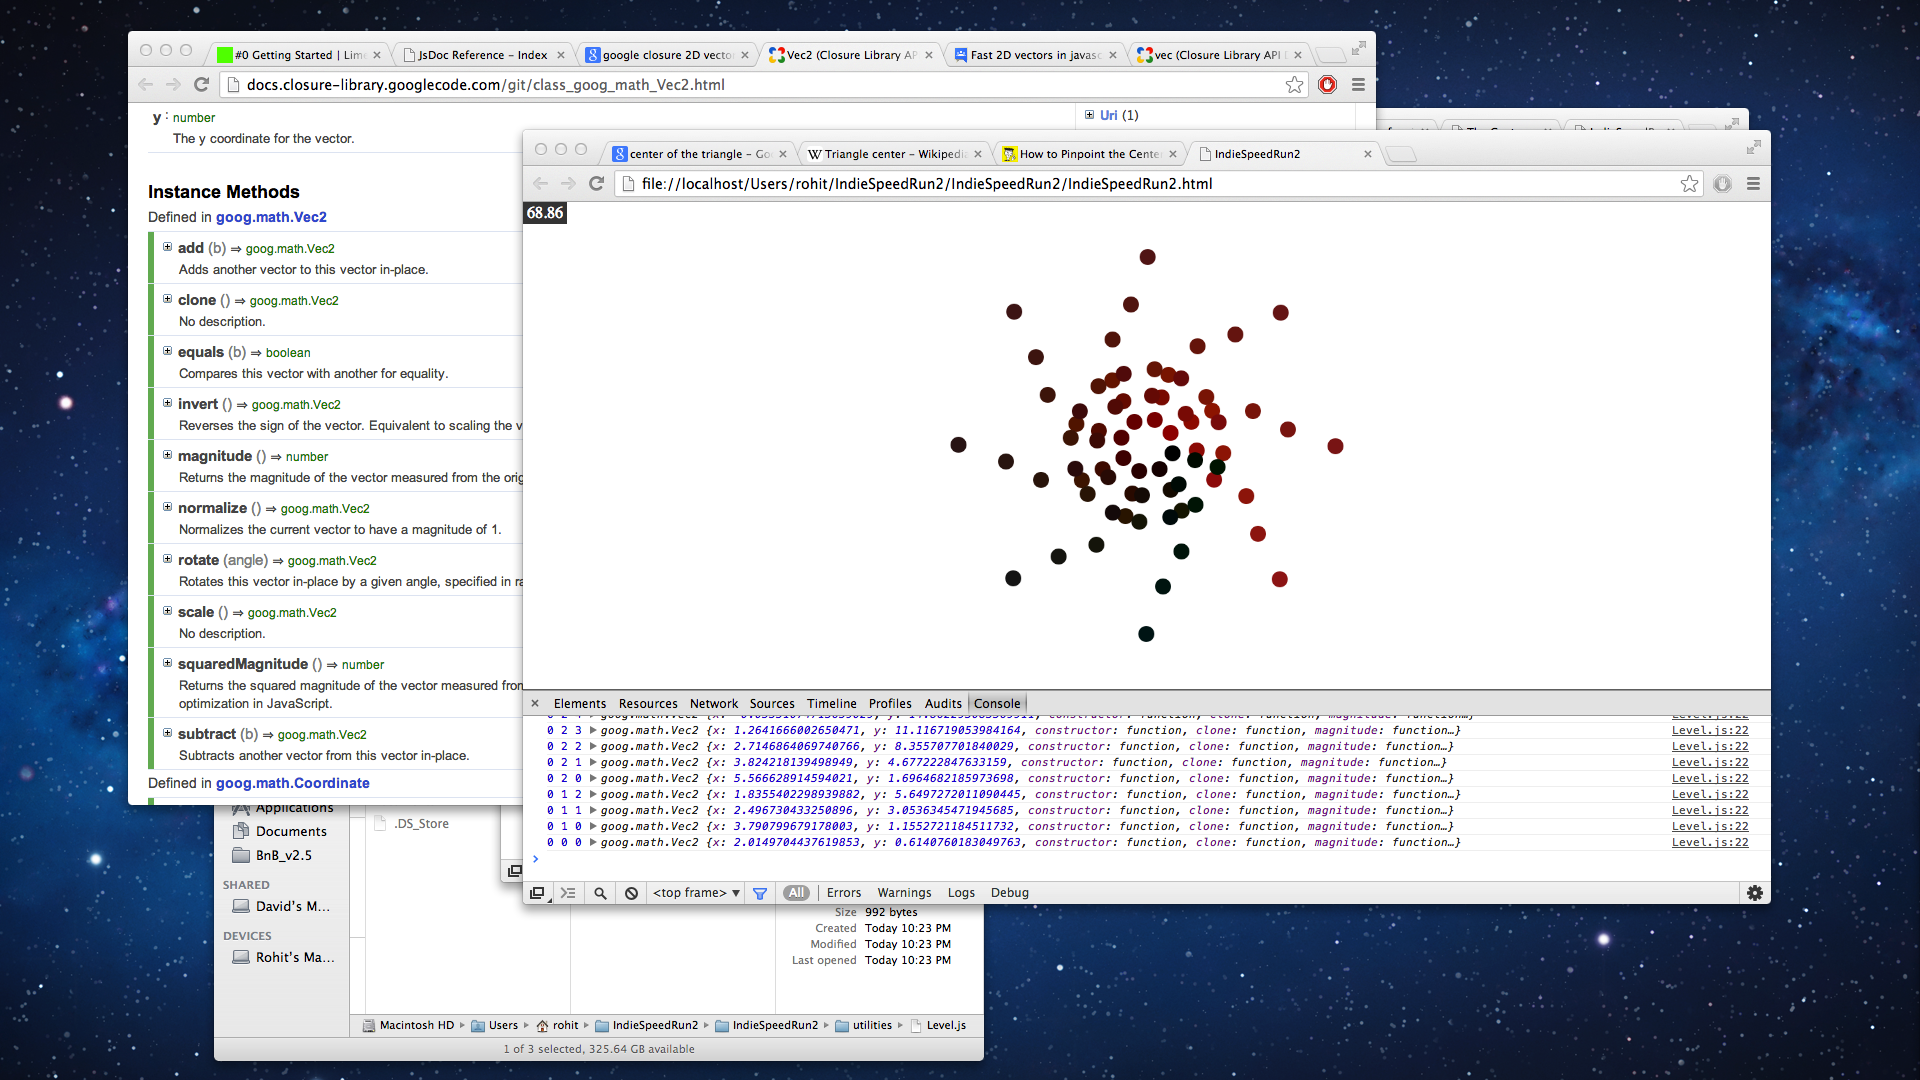 #0 Getting Started | Lim
JsDoc Reference – Index
google closure 2D vector
Vec2 (Closure Library AP
Fast 2D vectors in javasc
vec (Closure Library API D
docs.closure-library.googlecode.com/git/class_goog_math_Vec2.html
y : number
The y coordinate for the vector.
Uri (1)
Instance Methods
Defined in goog.math.Vec2
add (b) ⇒ goog.math.Vec2
Adds another vector to this vector in-place.
clone () ⇒ goog.math.Vec2
No description.
equals (b) ⇒ boolean
Compares this vector with another for equality.
invert () ⇒ goog.math.Vec2
Reverses the sign of the vector. Equivalent to scaling the v
magnitude () ⇒ number
Returns the magnitude of the vector measured from the orig
normalize () ⇒ goog.math.Vec2
Normalizes the current vector to have a magnitude of 1.
rotate (angle) ⇒ goog.math.Vec2
Rotates this vector in-place by a given angle, specified in ra
scale () ⇒ goog.math.Vec2
No description.
squaredMagnitude () ⇒ number
Returns the squared magnitude of the vector measured from
optimization in JavaScript.
subtract (b) ⇒ goog.math.Vec2
Subtracts another vector from this vector in-place.
Defined in goog.math.Coordinate
center of the triangle – Go
Triangle center – Wikipedia
How to Pinpoint the Center
IndieSpeedRun2
file://localhost/Users/rohit/IndieSpeedRun2/IndieSpeedRun2/IndieSpeedRun2.html
68.86
Elements Resources Network Sources Timeline Profiles Audits Console
0 2 3 goog.math.Vec2 {x: 1.2641666002650471, y: 11.116719053984164, constructor: function, clone: function, magnitude: function…} Level.js:22
0 2 2 goog.math.Vec2 {x: 2.7146864069740766, y: 8.355707701840029, constructor: function, clone: function, magnitude: function…} Level.js:22
0 2 1 goog.math.Vec2 {x: 3.824218139498949, y: 4.677222847633159, constructor: function, clone: function, magnitude: function…} Level.js:22
0 2 0 goog.math.Vec2 {x: 5.566628914594021, y: 1.6964682185973698, constructor: function, clone: function, magnitude: function…} Level.js:22
0 1 2 goog.math.Vec2 {x: 1.8355402298939882, y: 5.6497272011090445, constructor: function, clone: function, magnitude: function…} Level.js:22
0 1 1 goog.math.Vec2 {x: 2.496730433250896, y: 3.0536345471945685, constructor: function, clone: function, magnitude: function…} Level.js:22
0 1 0 goog.math.Vec2 {x: 3.790799679178003, y: 1.1552721184511732, constructor: function, clone: function, magnitude: function…} Level.js:22
0 0 0 goog.math.Vec2 {x: 2.0149704437619853, y: 0.6140760183049763, constructor: function, clone: function, magnitude: function…} Level.js:22
<top frame> All Errors Warnings Logs Debug
Applications
Documents
BnB_v2.5
SHARED
David's M...
DEVICES
Rohit's Ma...
.DS_Store
Size 992 bytes
Created Today 10:23 PM
Modified Today 10:23 PM
Last opened Today 10:23 PM
Macintosh HD Users rohit IndieSpeedRun2 IndieSpeedRun2 utilities Level.js
1 of 3 selected, 325.64 GB available